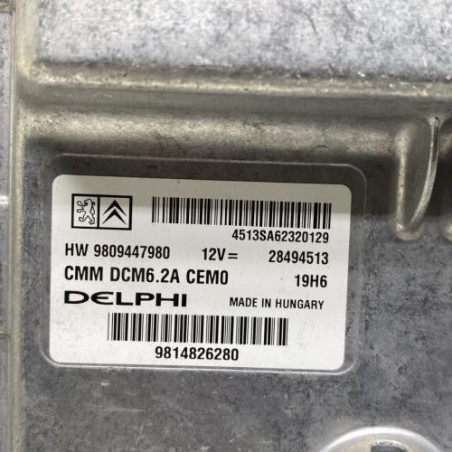 4513SA62320129
HW 9809447980 12V= 28494513
CMM DCM6.2A CEM0 19H6
DELPHI MADE IN HUNGARY
9814826280